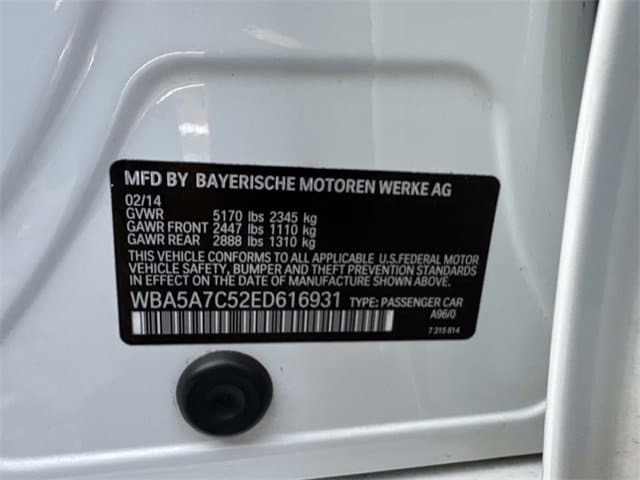 MFD BY BAYERISCHE MOTOREN WERKE AG
02/14
GVWR 5170 lbs 2345 kg
GAWR FRONT 2447 lbs 1110 kg
GAWR REAR 2888 lbs 1310 kg
THIS VEHICLE CONFORMS TO ALL APPLICABLE U.S.FEDERAL MOTOR
VEHICLE SAFETY, BUMPER AND THEFT PREVENTION STANDARDS
IN EFFECT ON THE DATE OF MANUFACTURE SHOWN ABOVE.
WBA5A7C52ED616931 TYPE: PASSENGER CAR
A96/0
7 315 814